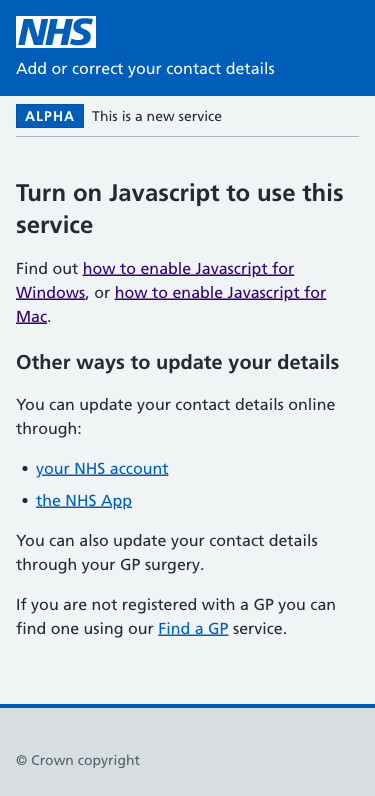 NHS
Add or correct your contact details
ALPHA This is a new service
Turn on Javascript to use this
service
Find out how to enable Javascript for
Windows, or how to enable Javascript for
Mac.
Other ways to update your details
You can update your contact details online
through:
• your NHS account
• the NHS App
You can also update your contact details
through your GP surgery.
If you are not registered with a GP you can
find one using our Find a GP service.
© Crown copyright